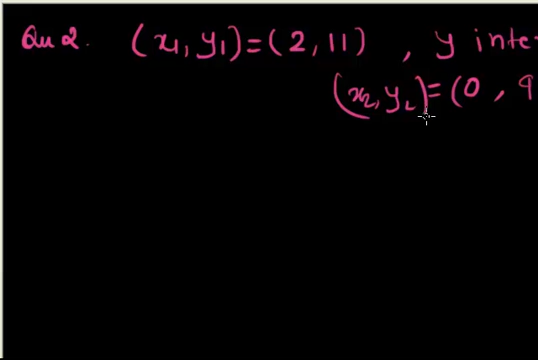 Qu 2. (x₁, y₁) = (2, 11) , y inte
(x₂, y₂) = (0 , 9